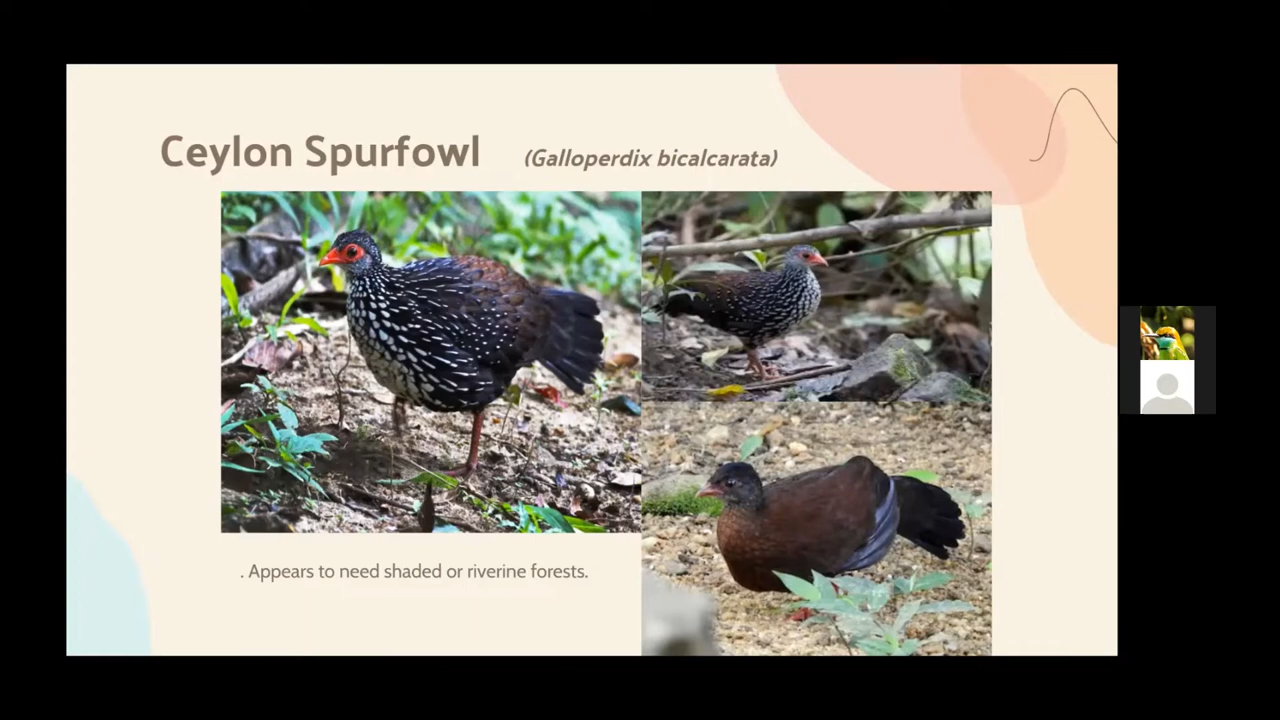 Ceylon Spurfowl (Galloperdix bicalcarata)
. Appears to need shaded or riverine forests.